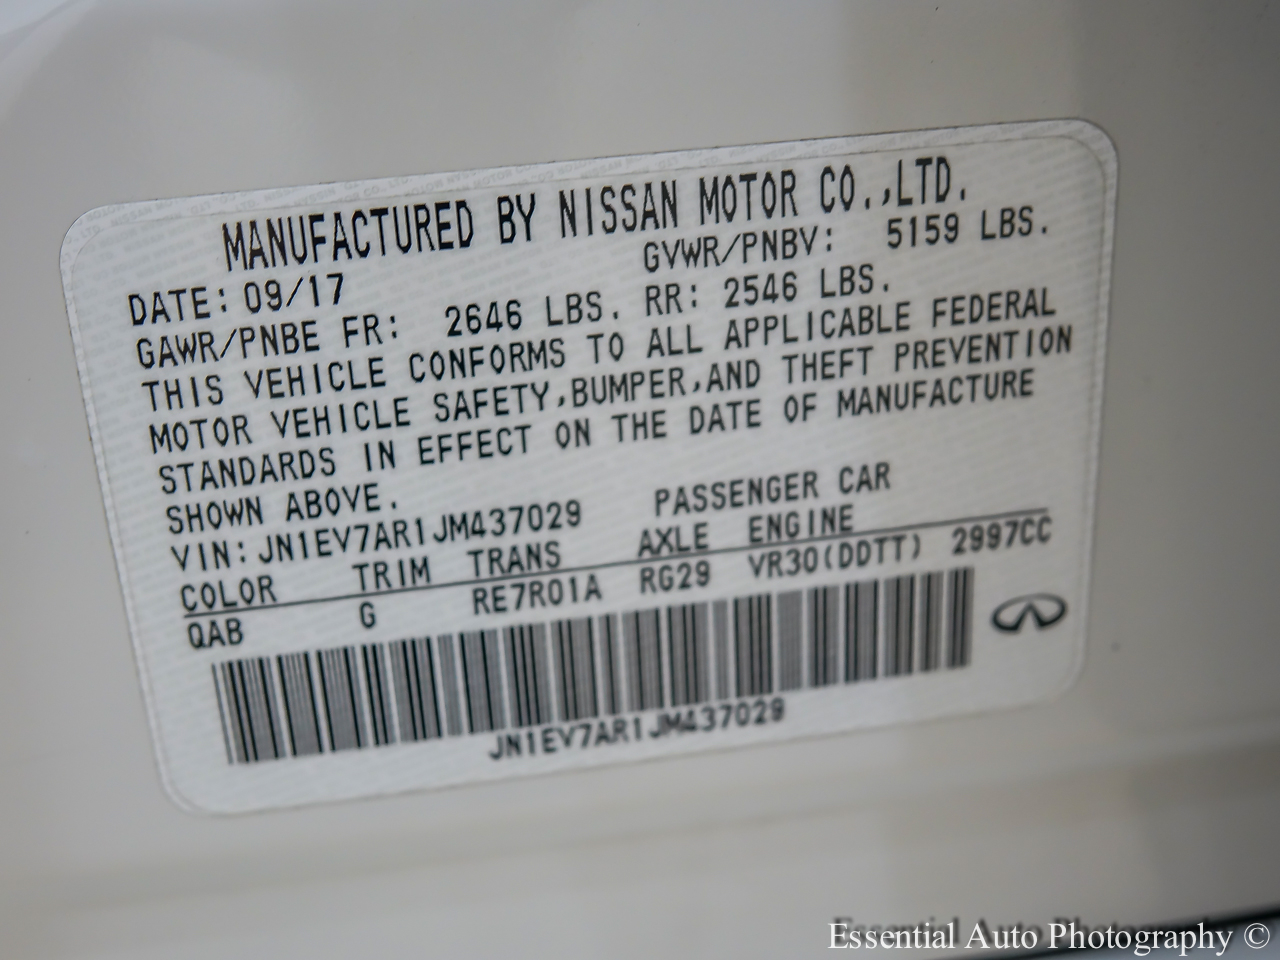 MANUFACTURED BY NISSAN MOTOR CO.,LTD.
DATE: 09/17 GVWR/PNBV: 5159 LBS.
GAWR/PNBE FR: 2646 LBS. RR: 2546 LBS.
THIS VEHICLE CONFORMS TO ALL APPLICABLE FEDERAL
MOTOR VEHICLE SAFETY,BUMPER,AND THEFT PREVENTION
STANDARDS IN EFFECT ON THE DATE OF MANUFACTURE
SHOWN ABOVE.
VIN: JN1EV7AR1JM437029 PASSENGER CAR
COLOR TRIM TRANS AXLE ENGINE
QAB G RE7R01A RG29 VR30(DDTT) 2997CC
JN1EV7AR1JM437029
Essential Auto Photography ©